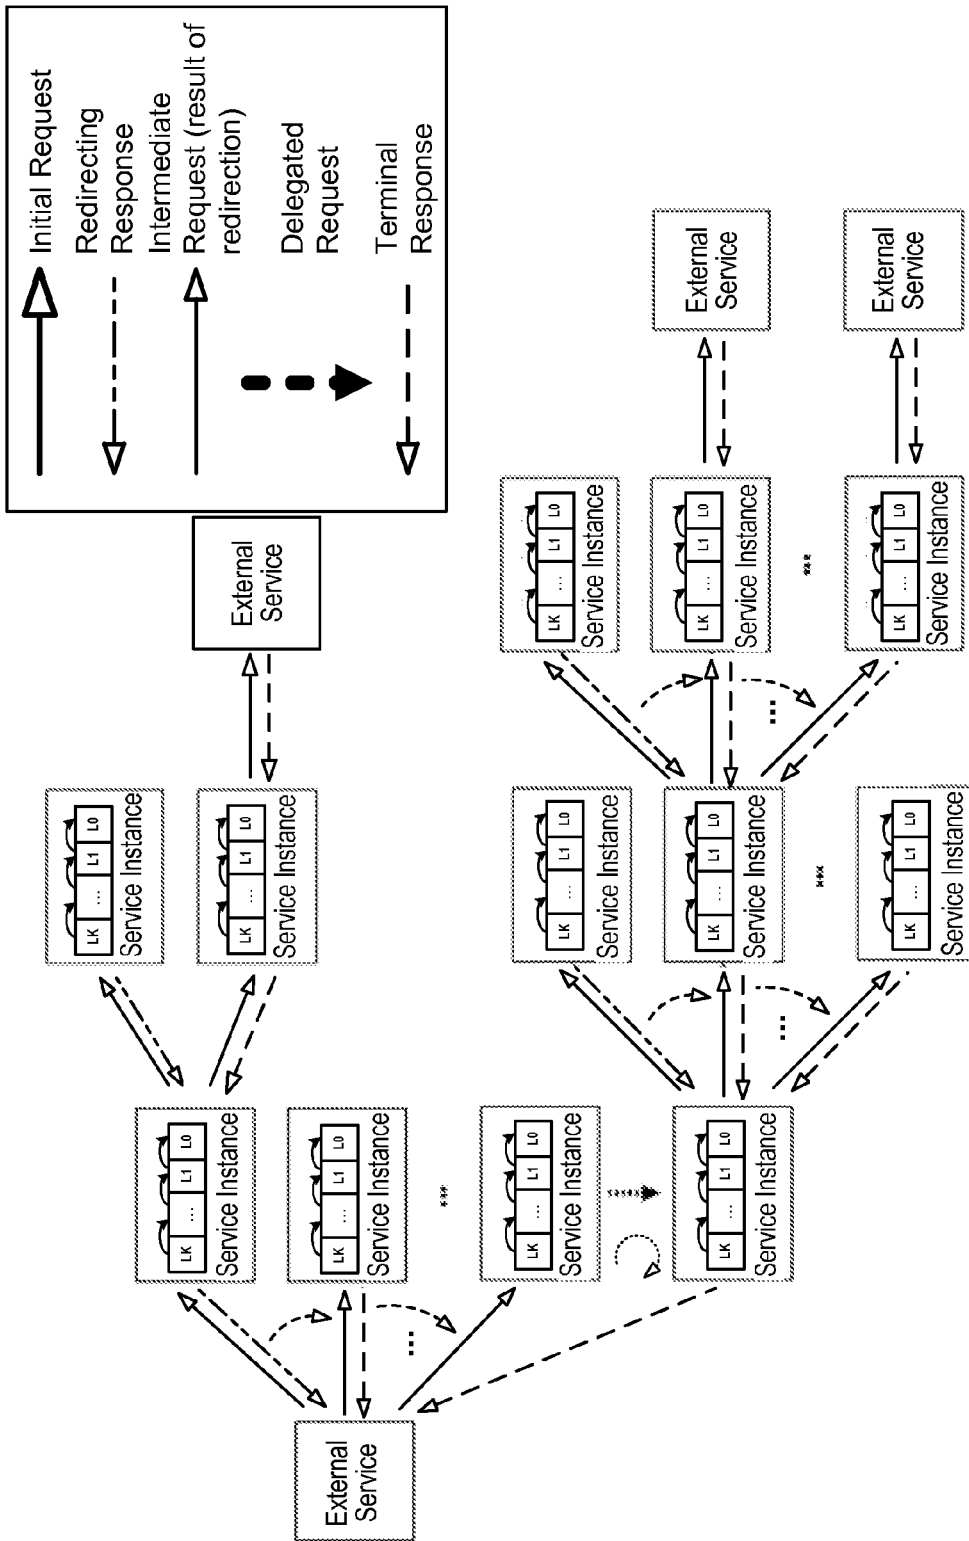 Initial Request
Redirecting
Response
Intermediate
Request (result of
redirection)
Delegated
Request
Terminal
Response
External
Service
LK ... L1 L0
Service Instance
LK ... L1 L0
Service Instance
LK ... L1 L0
Service Instance
LK ... L1 L0
Service Instance
...
LK ... L1 L0
Service Instance
LK ... L1 L0
Service Instance
External
Service
LK ... L1 L0
Service Instance
LK ... L1 L0
Service Instance
LK ... L1 L0
Service Instance
...
LK ... L1 L0
Service Instance
LK ... L1 L0
Service Instance
LK ... L1 L0
Service Instance
...
External
Service
External
Service